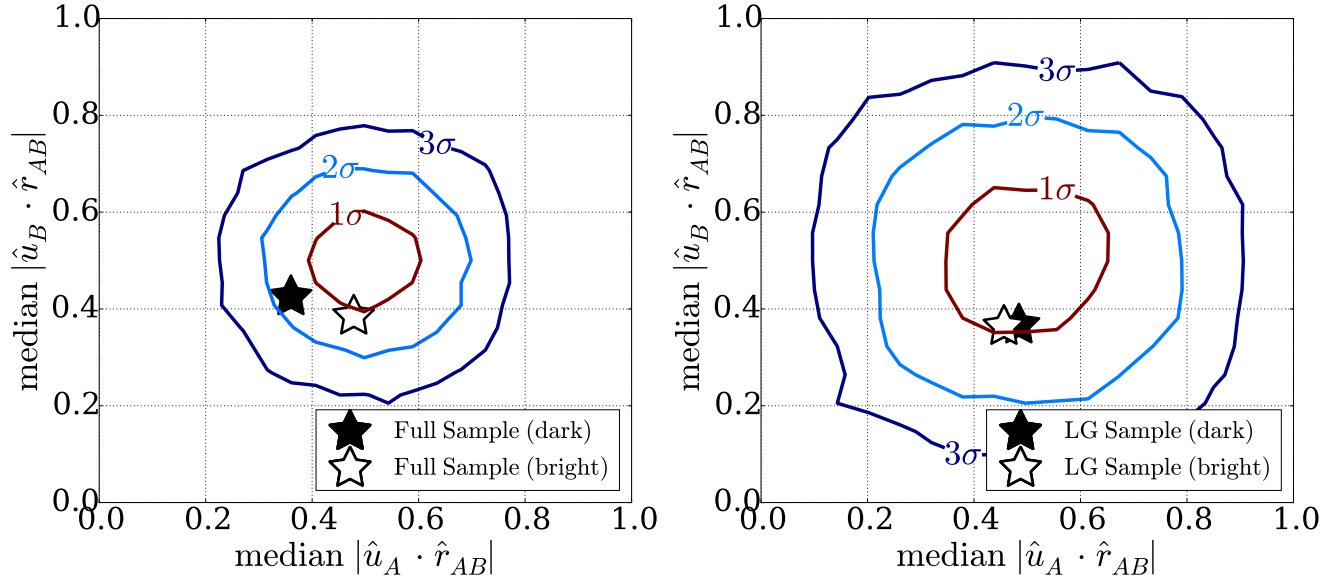 1.0
0.8
0.6
0.4
0.2
0.0
0.0 0.2 0.4 0.6 0.8 1.0
median |û_A · r̂_AB|
median |û_B · r̂_AB|
3σ
2σ
1σ
Full Sample (dark)
Full Sample (bright)
1.0
0.8
0.6
0.4
0.2
0.0
0.0 0.2 0.4 0.6 0.8 1.0
median |û_A · r̂_AB|
median |û_B · r̂_AB|
3σ
2σ
1σ
3σ
LG Sample (dark)
LG Sample (bright)